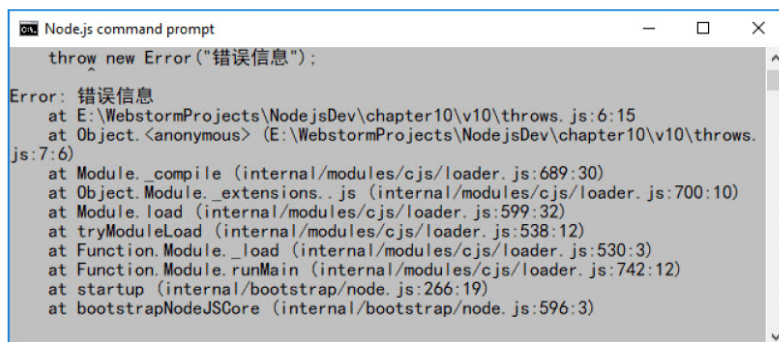 Node.js command prompt
throw new Error("错误信息");
^
Error: 错误信息
at E:\WebstormProjects\NodejsDev\chapter10\v10\throws.js:6:15
at Object.<anonymous> (E:\WebstormProjects\NodejsDev\chapter10\v10\throws.
js:7:6)
at Module._compile (internal/modules/cjs/loader.js:689:30)
at Object.Module._extensions..js (internal/modules/cjs/loader.js:700:10)
at Module.load (internal/modules/cjs/loader.js:599:32)
at tryModuleLoad (internal/modules/cjs/loader.js:538:12)
at Function.Module._load (internal/modules/cjs/loader.js:530:3)
at Function.Module.runMain (internal/modules/cjs/loader.js:742:12)
at startup (internal/bootstrap/node.js:266:19)
at bootstrapNodeJSCore (internal/bootstrap/node.js:596:3)